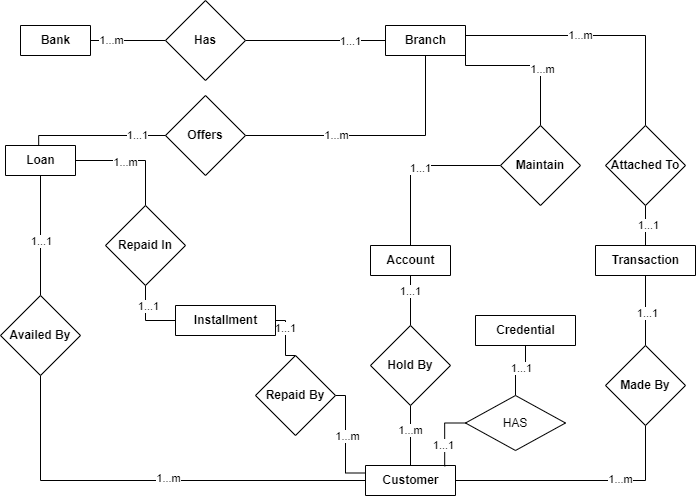 Bank
1...m
Has
1...1
Branch
1...m
1...m
1...1
Offers
1...m
Loan
1...m
Maintain
Attached To
1...1
1...1
1...1
Repaid In
Account
Transaction
1...1
Installment
1...1
1...1
1...1
Credential
Availed By
Hold By
1...1
Made By
Repaid By
1...m
1...m
HAS
1...1
1...m
Customer
1...m